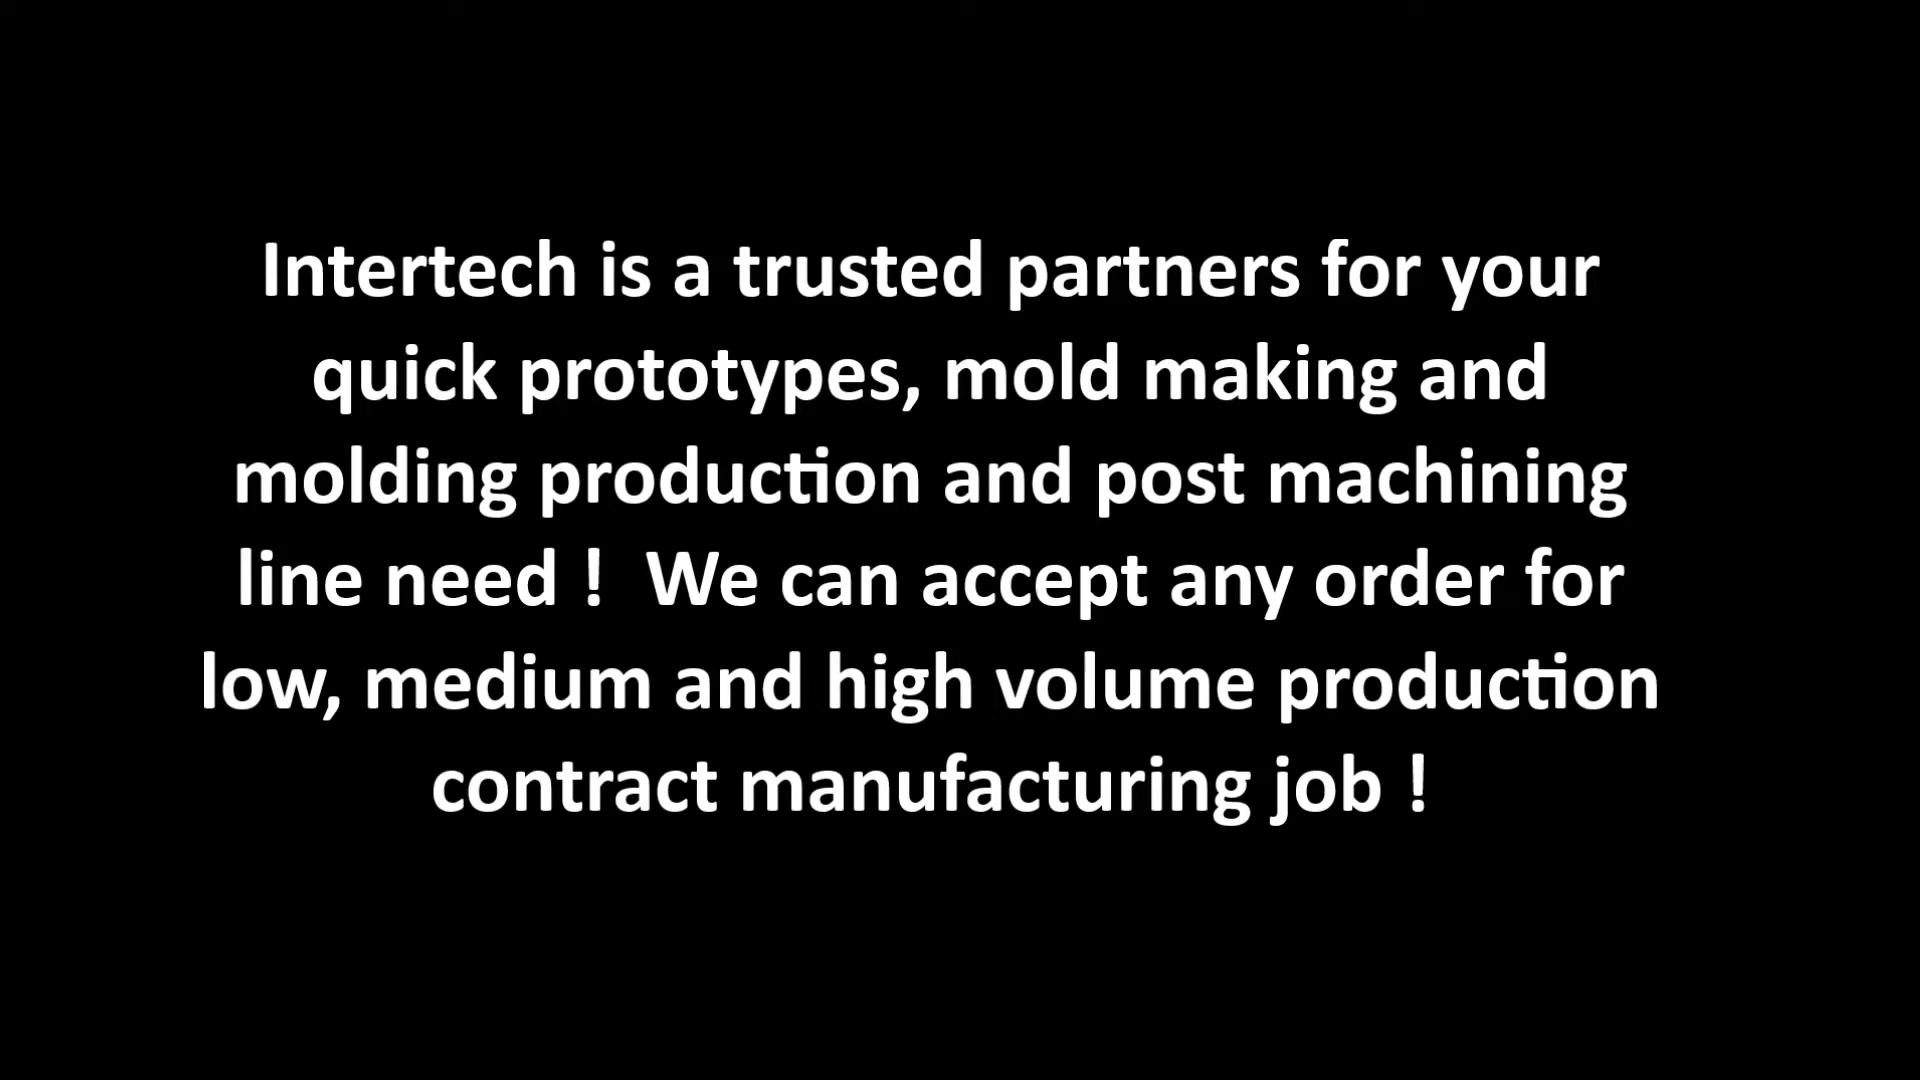 Intertech is a trusted partners for your
quick prototypes, mold making and
molding production and post machining
line need !  We can accept any order for
low, medium and high volume production
contract manufacturing job !